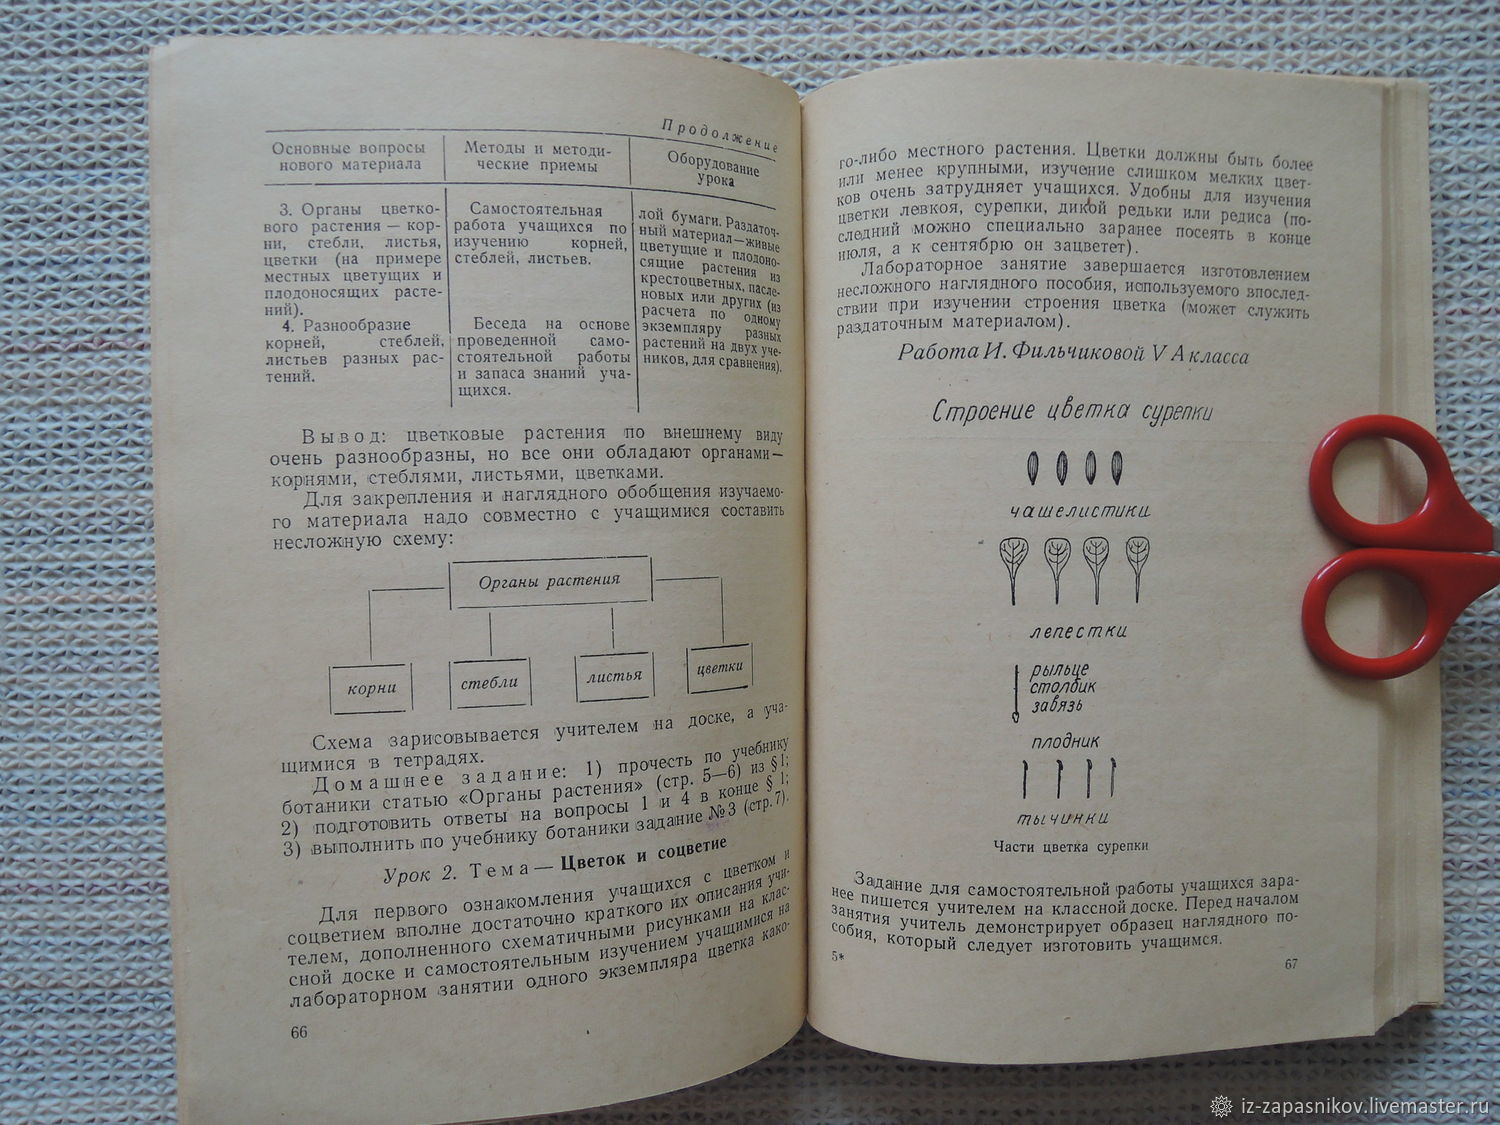 Продолжение
Основные вопросы
нового материала
Методы и методи-
ческие приемы
Оборудование
урока
3. Органы цветко-
вого растения — кор-
ни, стебли, листья,
цветки (на примере
местных цветущих и
плодоносящих расте-
ний).
4. Разнообразие
корней, стеблей,
листьев разных рас-
тений.
Самостоятельная
работа учащихся по
изучению корней,
стеблей, листьев.
Беседа на основе
проведенной само-
стоятельной работы
и запаса знаний уча-
щихся.
лой бумаги. Раздаточ-
ный материал—живые
цветущие и плодоно-
сящие растения из
крестоцветных, пасле-
новых или других (из
расчета по одному
экземпляру разных
растений на двух уче-
ников, для сравнения).
Вывод: цветковые растения по внешнему виду
очень разнообразны, но все они обладают органами—
корнями, стеблями, листьями, цветками.
Для закрепления и наглядного обобщения изучаемо-
го материала надо совместно с учащимися составить
несложную схему:
Органы растения
корни
стебли
листья
цветки
Схема зарисовывается учителем на доске, а уча-
щимися в тетрадях.
Домашнее задание: 1) прочесть по учебнику
ботаники статью «Органы растения» (стр. 5—6) из § 1;
2) подготовить ответы на вопросы 1 и 4 в конце § 1;
3) выполнить по учебнику ботаники задание №3 (стр. 7).
Урок 2. Тема — Цветок и соцветие
Для первого ознакомления учащихся с цветком и
соцветием вполне достаточно краткого их описания учи-
телем, дополненного схематичными рисунками на клас-
сной доске и самостоятельным изучением учащимися на
лабораторном занятии одного экземпляра цветка како-
66
го-либо местного растения. Цветки должны быть более
или менее крупными, изучение слишком мелких цвет-
ков очень затрудняет учащихся. Удобны для изучения
цветки левкоя, сурепки, дикой редьки или редиса (по-
следний можно специально заранее посеять в конце
июля, а к сентябрю он зацветет).
Лабораторное занятие завершается изготовлением
несложного наглядного пособия, используемого впослед-
ствии при изучении строения цветка (может служить
раздаточным материалом).
Работа И. Фильчиковой V А класса
Строение цветка сурепки
чашелистики
лепестки
рыльце
столбик
завязь
плодник
тычинки
Части цветка сурепки
Задание для самостоятельной работы учащихся зара-
нее пишется учителем на классной доске. Перед началом
занятия учитель демонстрирует образец наглядного по-
собия, который следует изготовить учащимся.
5*
67
iz-zapasnikov.livemaster.ru